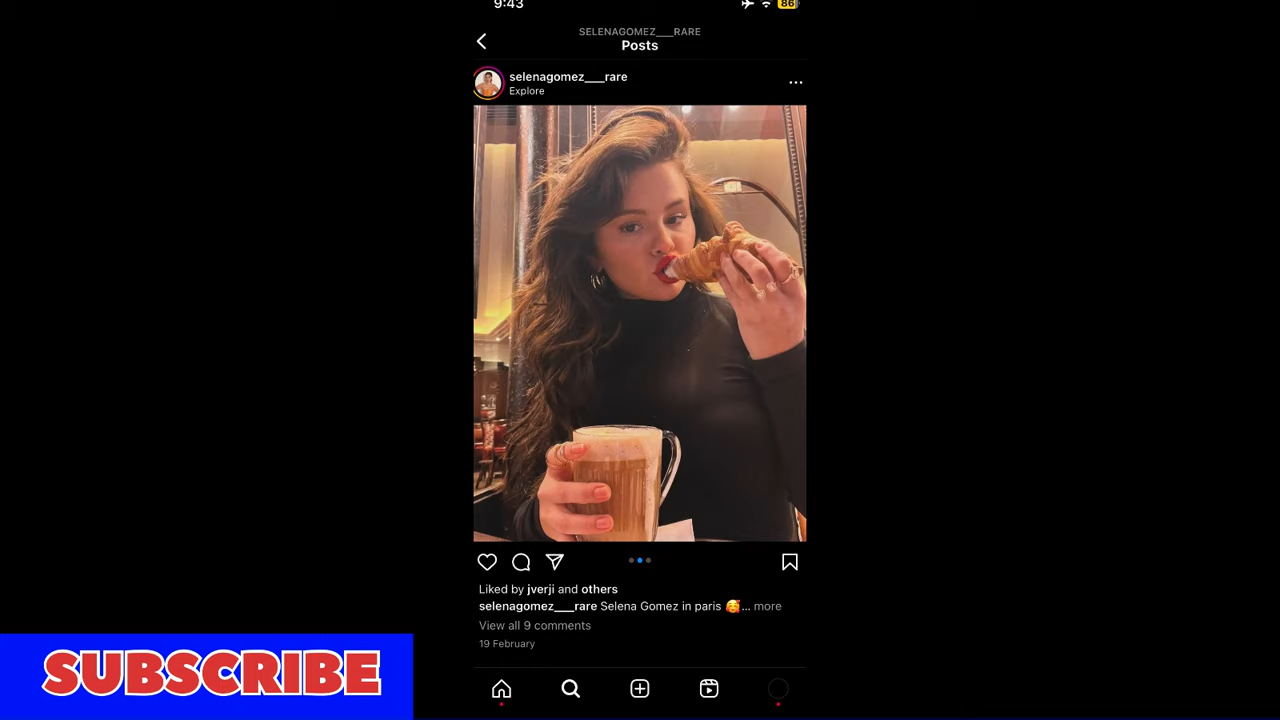 9:43
86
SELENAGOMEZ___RARE
Posts
selenagomez___rare
Explore
Liked by jverji and others
selenagomez___rare Selena Gomez in paris 🥰... more
View all 9 comments
19 February
SUBSCRIBE